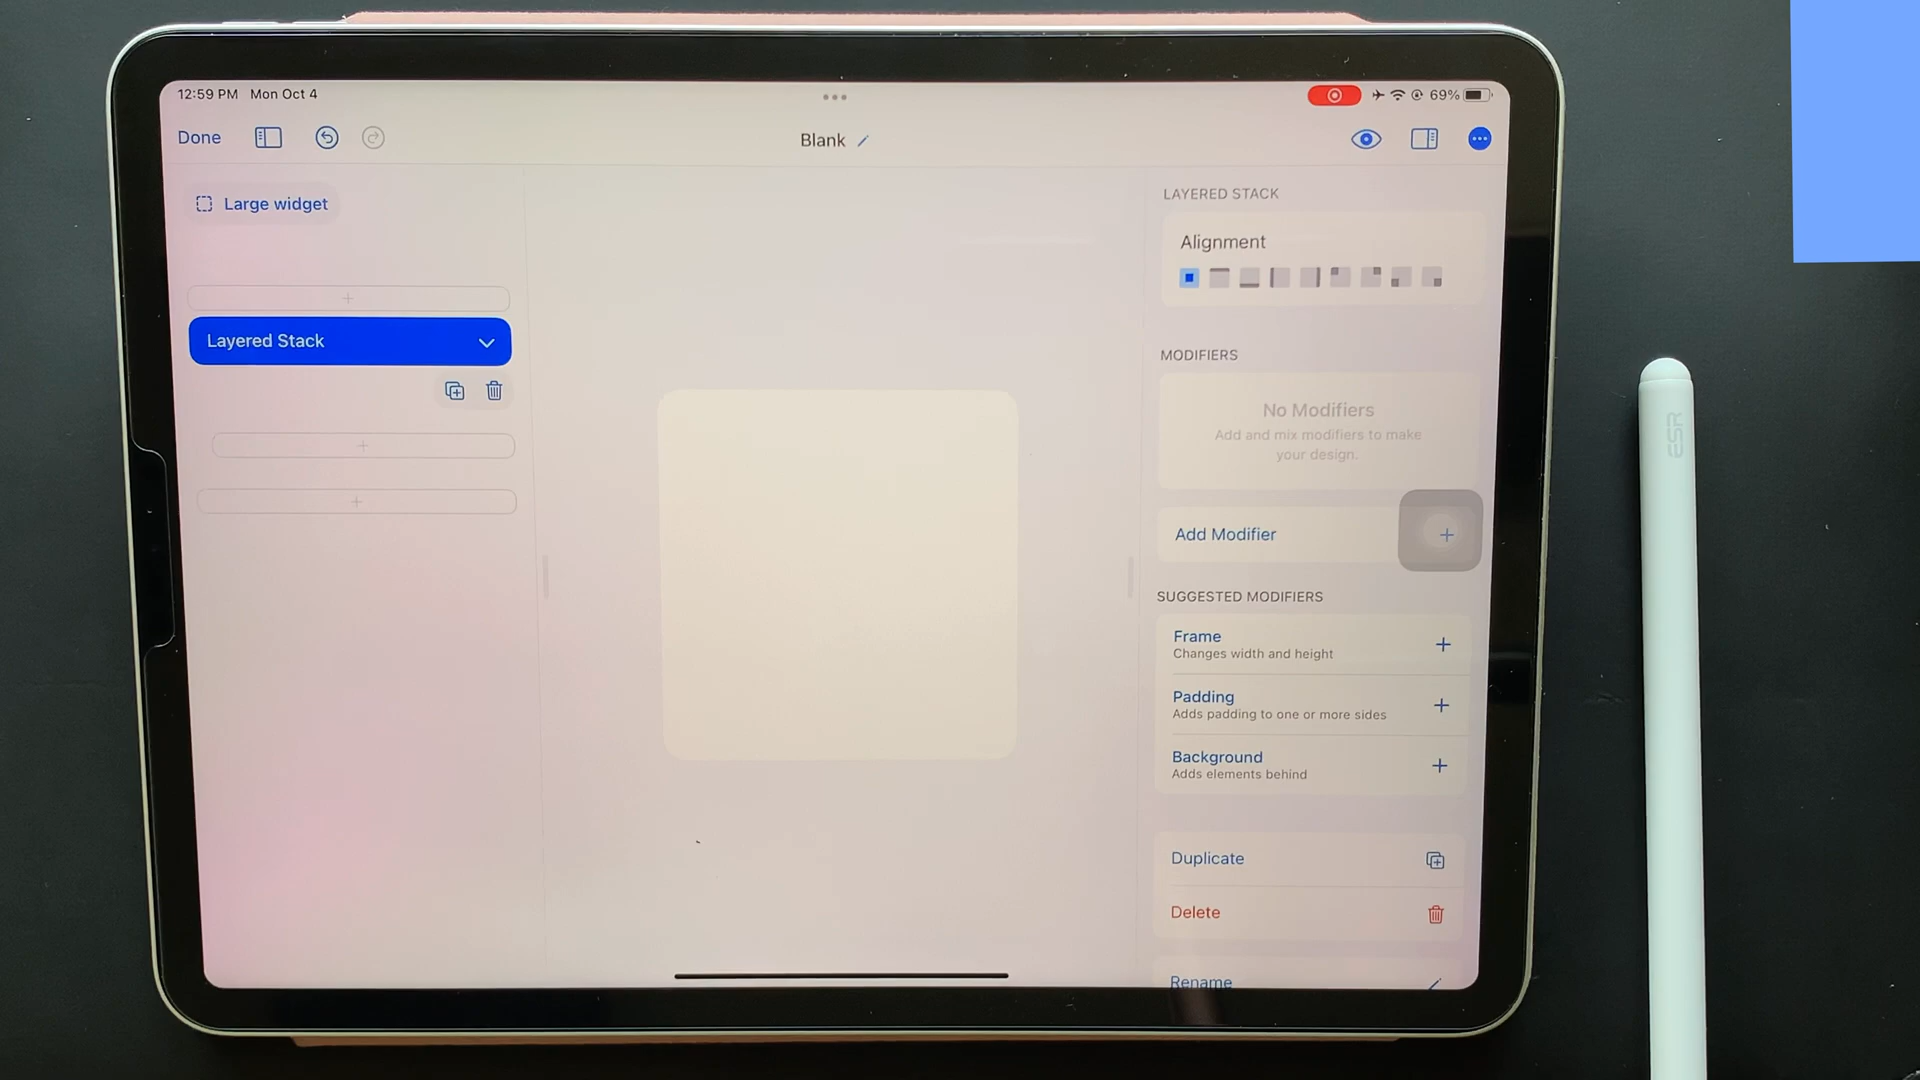 12:59 PM Mon Oct 4
69%
Done
Blank
Large widget
Layered Stack
LAYERED STACK
Alignment
MODIFIERS
No Modifiers
Add and mix modifiers to make
your design.
Add Modifier
SUGGESTED MODIFIERS
Frame
Changes width and height
Padding
Adds padding to one or more sides
Background
Adds elements behind
Duplicate
Delete
Rename
ESR